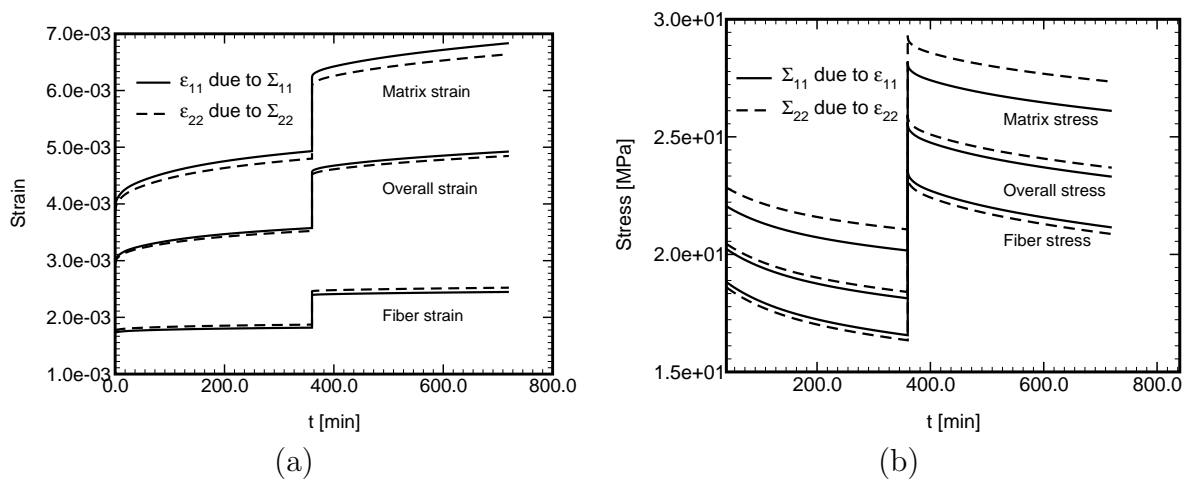 7.0e-03
6.0e-03
5.0e-03
4.0e-03
3.0e-03
2.0e-03
1.0e-03
Strain
ε11 due to Σ11
ε22 due to Σ22
Matrix strain
Overall strain
Fiber strain
0.0 200.0 400.0 600.0 800.0
t [min]
(a)
3.0e+01
2.5e+01
2.0e+01
1.5e+01
Stress [MPa]
Σ11 due to ε11
Σ22 due to ε22
Matrix stress
Overall stress
Fiber stress
200.0 400.0 600.0 800.0
t [min]
(b)